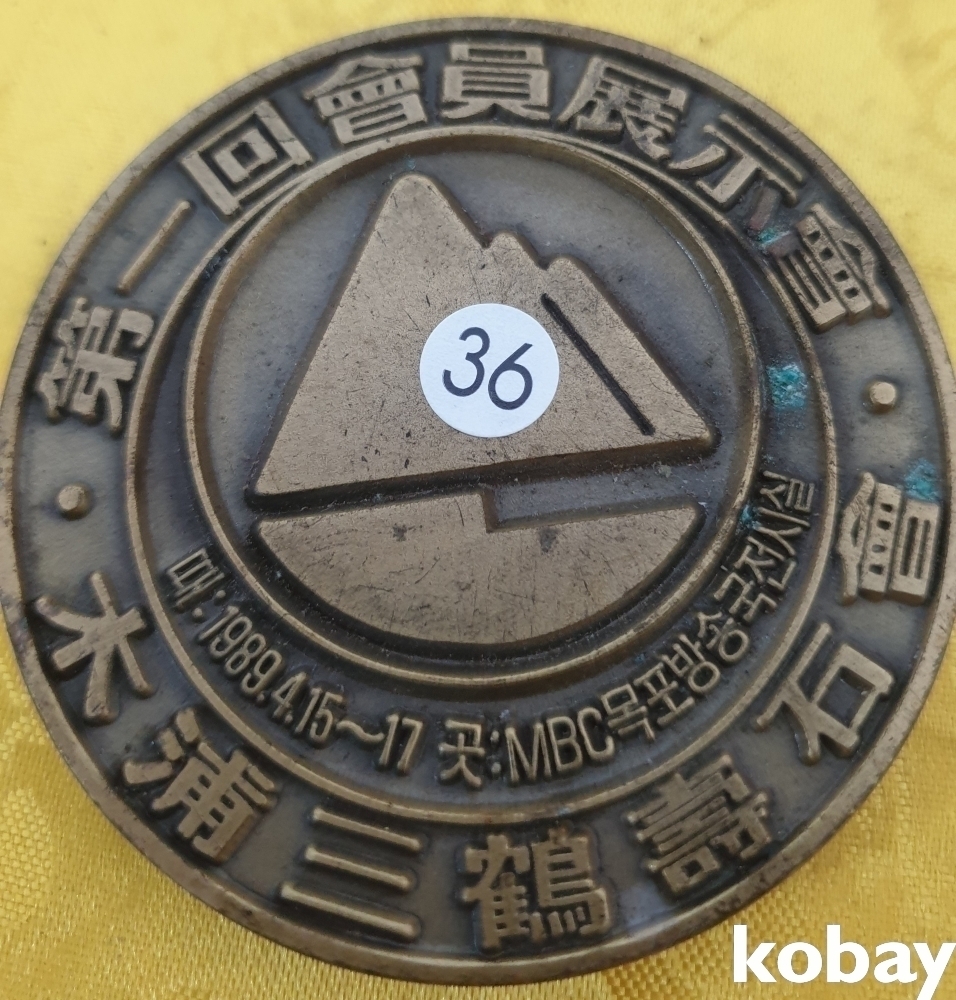 第一回會員展示會
木浦三鶴壽石會
때:1989.4.15~17 곳:MBC목포방송국전시실
36
kobay